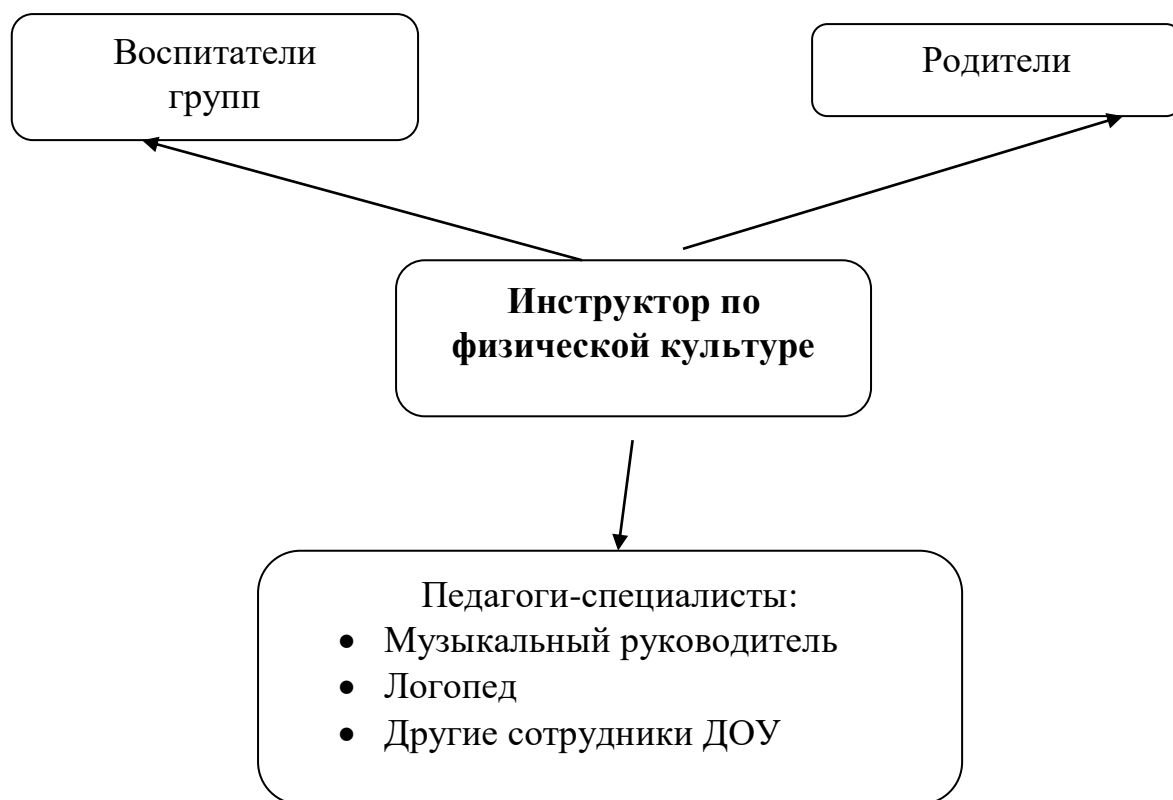 Воспитатели
групп
Родители
Инструктор по
физической культуре
Педагоги-специалисты:
• Музыкальный руководитель
• Логопед
• Другие сотрудники ДОУ